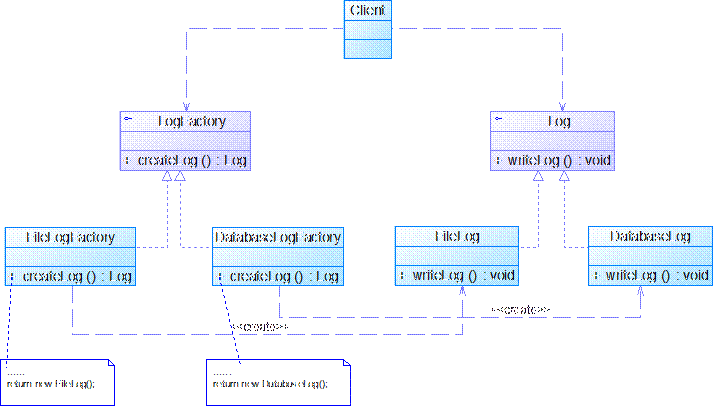 Client
LogFactory
createLog () : Log
Log
writeLog () : void
FileLogFactory
createLog () : Log
DatabaseLogFactory
createLog () : Log
FileLog
writeLog () : void
DatabaseLog
writeLog () : void
<<create>>
<<create>>
......
return new FileLog();
......
return new DatabaseLog();